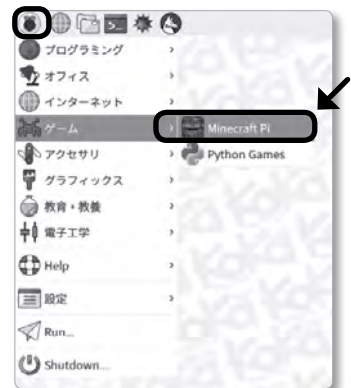 プログラミング
オフィス
インターネット
ゲーム
Minecraft Pi
アクセサリ
Python Games
グラフィックス
教育・教養
電子工学
Help
設定
Run...
Shutdown...